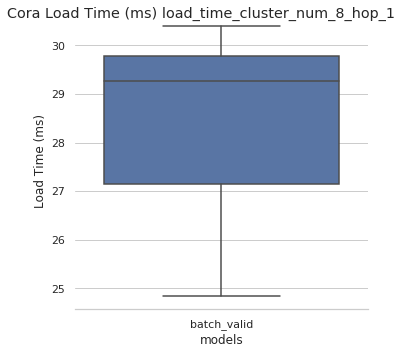 Cora Load Time (ms) load_time_cluster_num_8_hop_1
30
29
28
27
26
25
Load Time (ms)
batch_valid
models